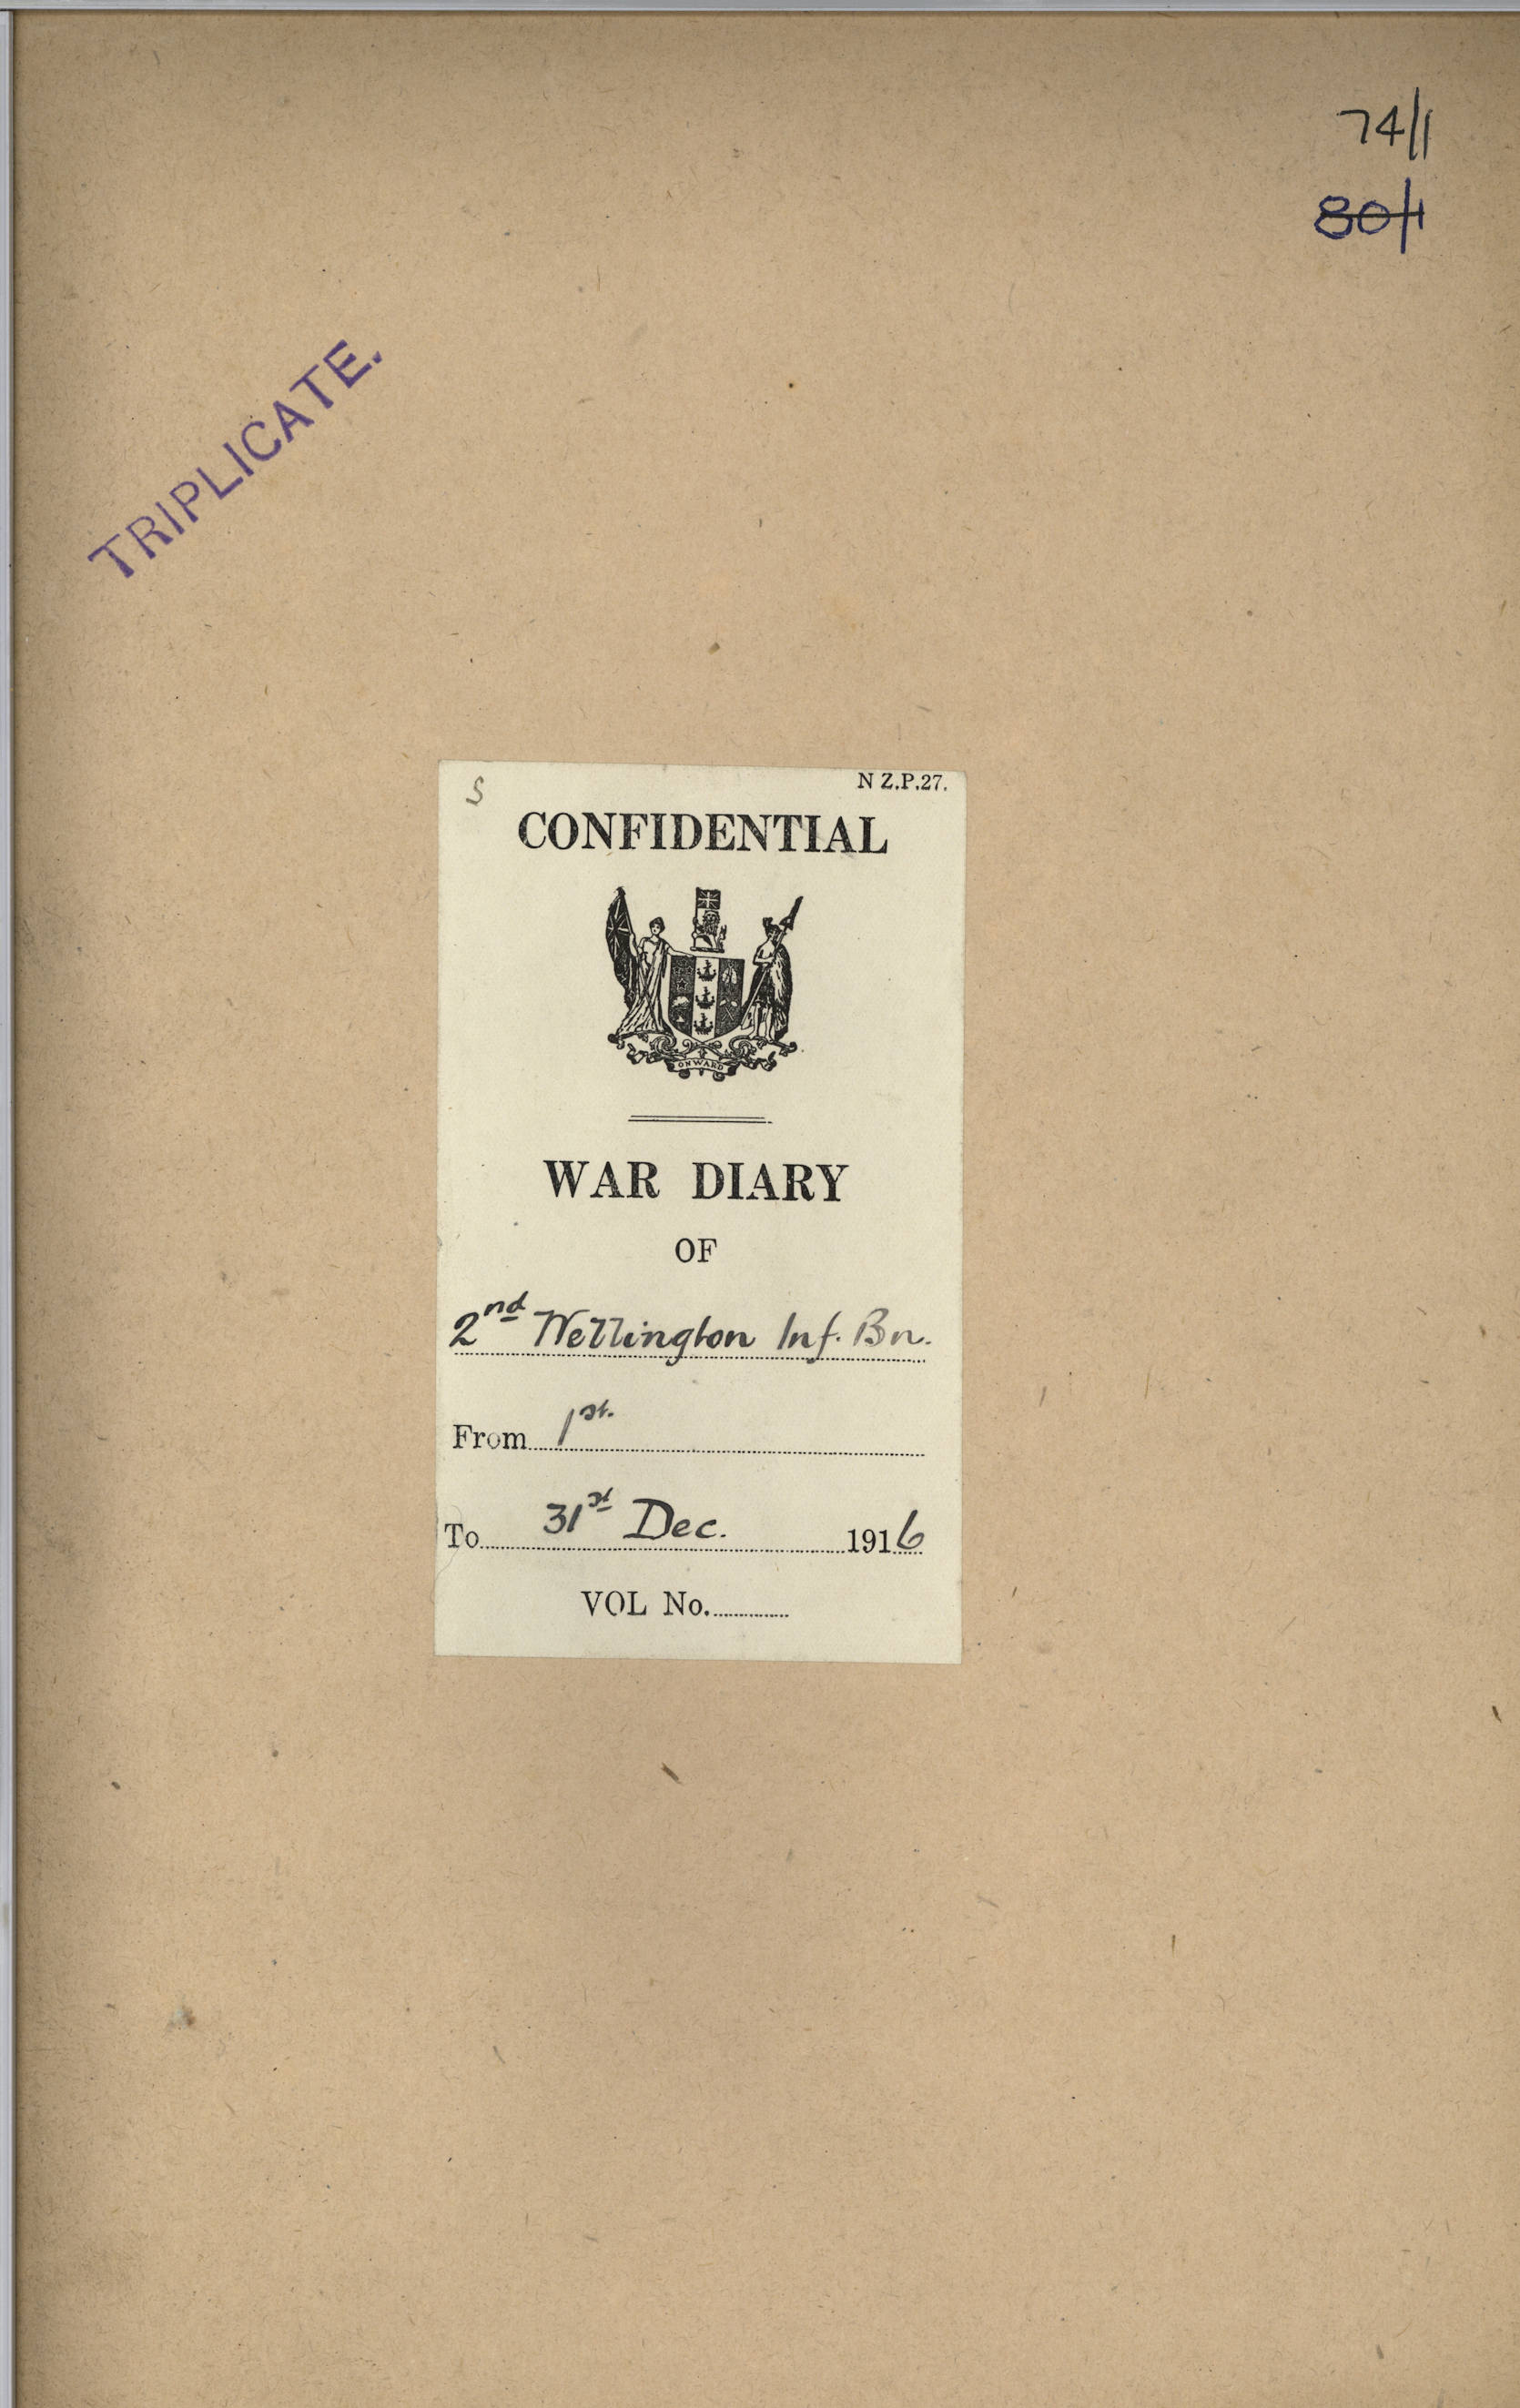 74/1
80/1
TRIPLICATE.
S
N Z.P.27.
CONFIDENTIAL
ONWARD
WAR DIARY
OF
2nd Wellington Inf. Bn.
From 1st.
To 31st Dec. 1916
VOL No.